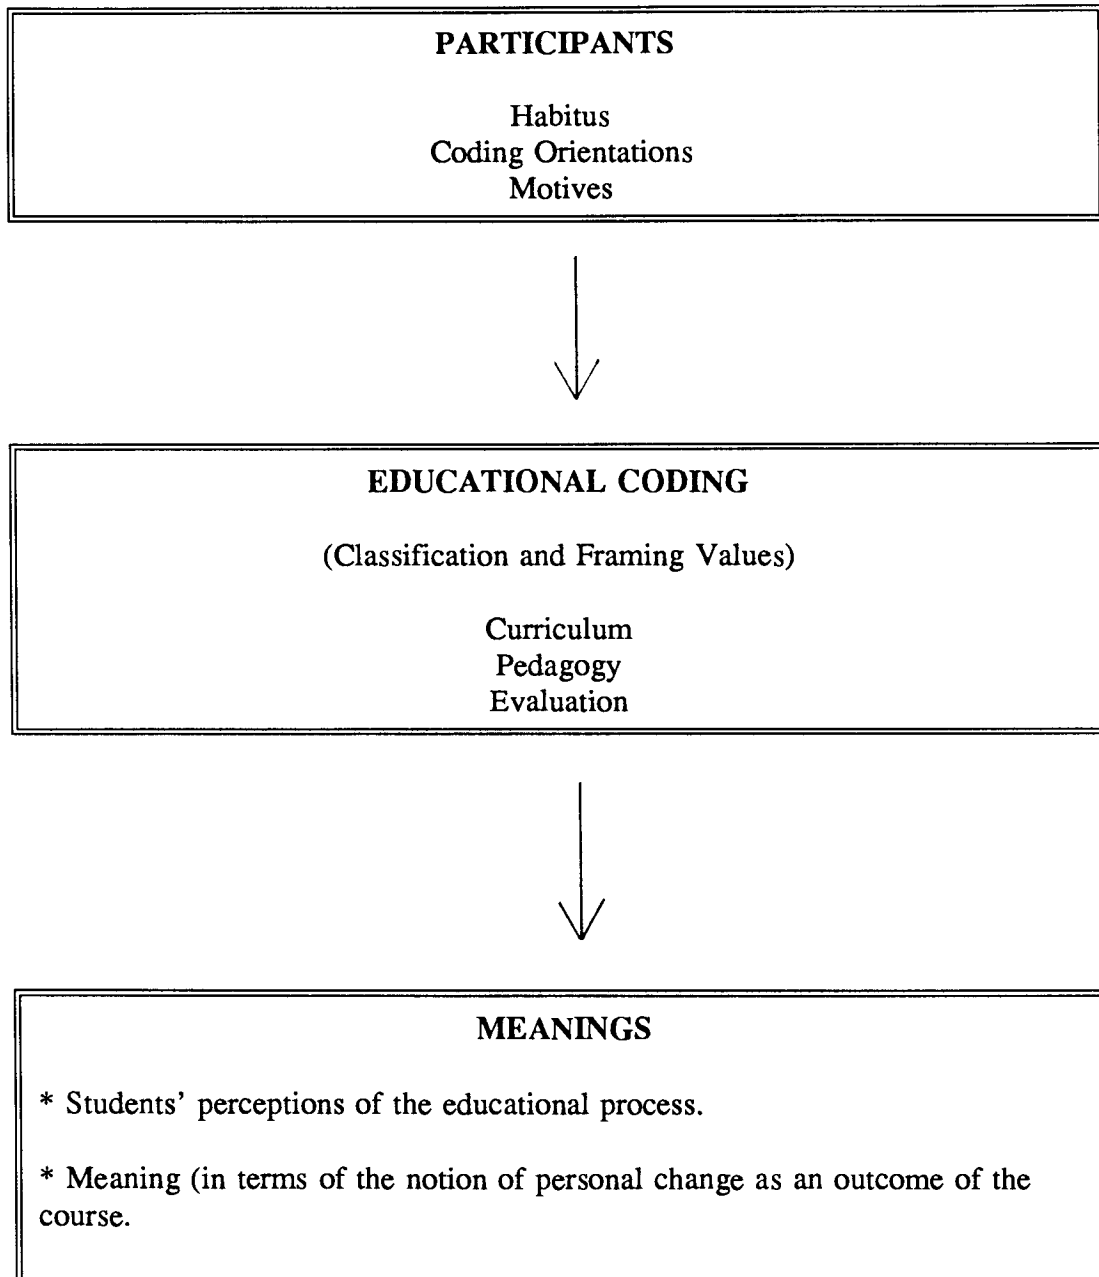 PARTICIPANTS
Habitus
Coding Orientations
Motives
EDUCATIONAL CODING
(Classification and Framing Values)
Curriculum
Pedagogy
Evaluation
MEANINGS
* Students' perceptions of the educational process.
* Meaning (in terms of the notion of personal change as an outcome of the
course.